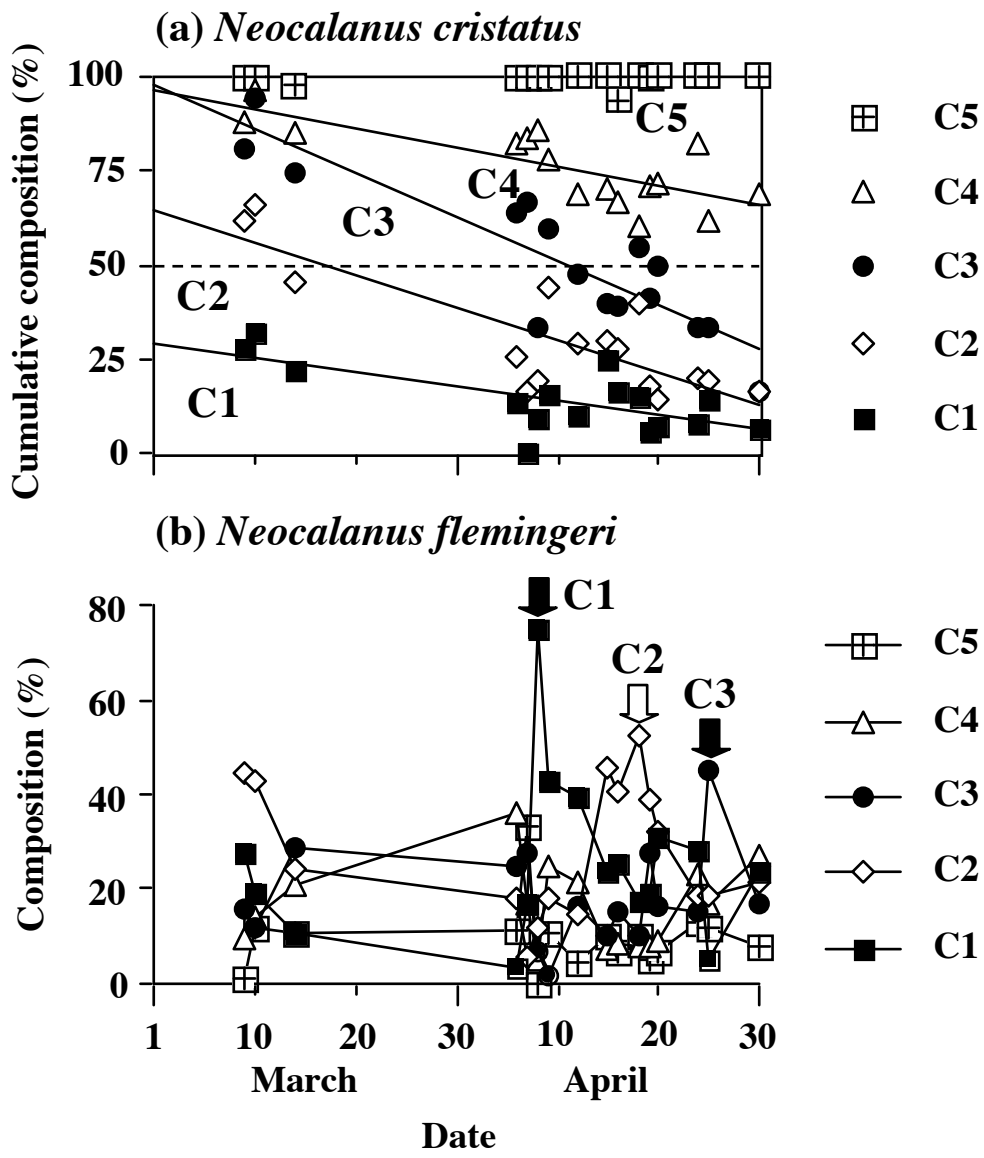 (a) Neocalanus cristatus
Cumulative composition (%)
100
75
50
25
0
C5
C4
C3
C2
C1
C5
C4
C3
C2
C1
(b) Neocalanus flemingeri
Composition (%)
80
60
40
20
0
C1
C2
C3
C5
C4
C3
C2
C1
1 10 20 30 10 20 30
March April
Date